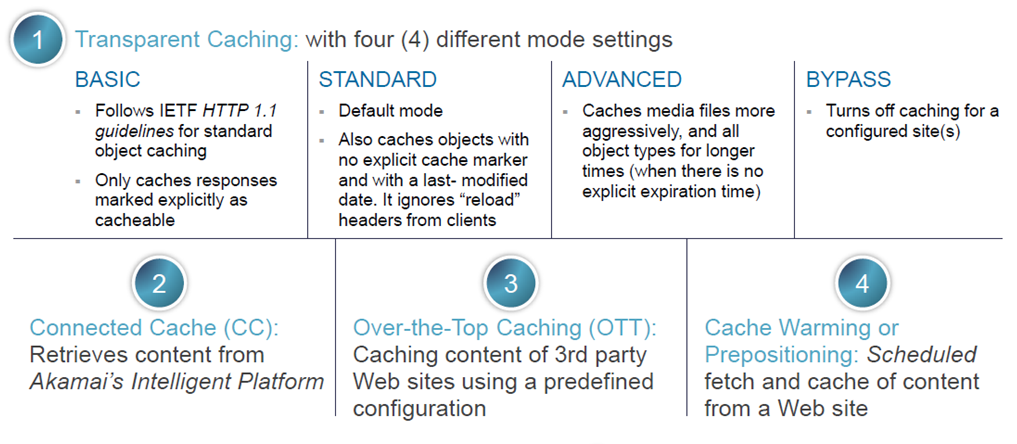 1
Transparent Caching: with four (4) different mode settings
BASIC
▪ Follows IETF HTTP 1.1
guidelines for standard
object caching
▪ Only caches responses
marked explicitly as
cacheable
STANDARD
▪ Default mode
▪ Also caches objects with
no explicit cache marker
and with a last- modified
date. It ignores “reload”
headers from clients
ADVANCED
▪ Caches media files more
aggressively, and all
object types for longer
times (when there is no
explicit expiration time)
BYPASS
▪ Turns off caching for a
configured site(s)
2
Connected Cache (CC):
Retrieves content from
Akamai’s Intelligent Platform
3
Over-the-Top Caching (OTT):
Caching content of 3rd party
Web sites using a predefined
configuration
4
Cache Warming or
Prepositioning: Scheduled
fetch and cache of content
from a Web site